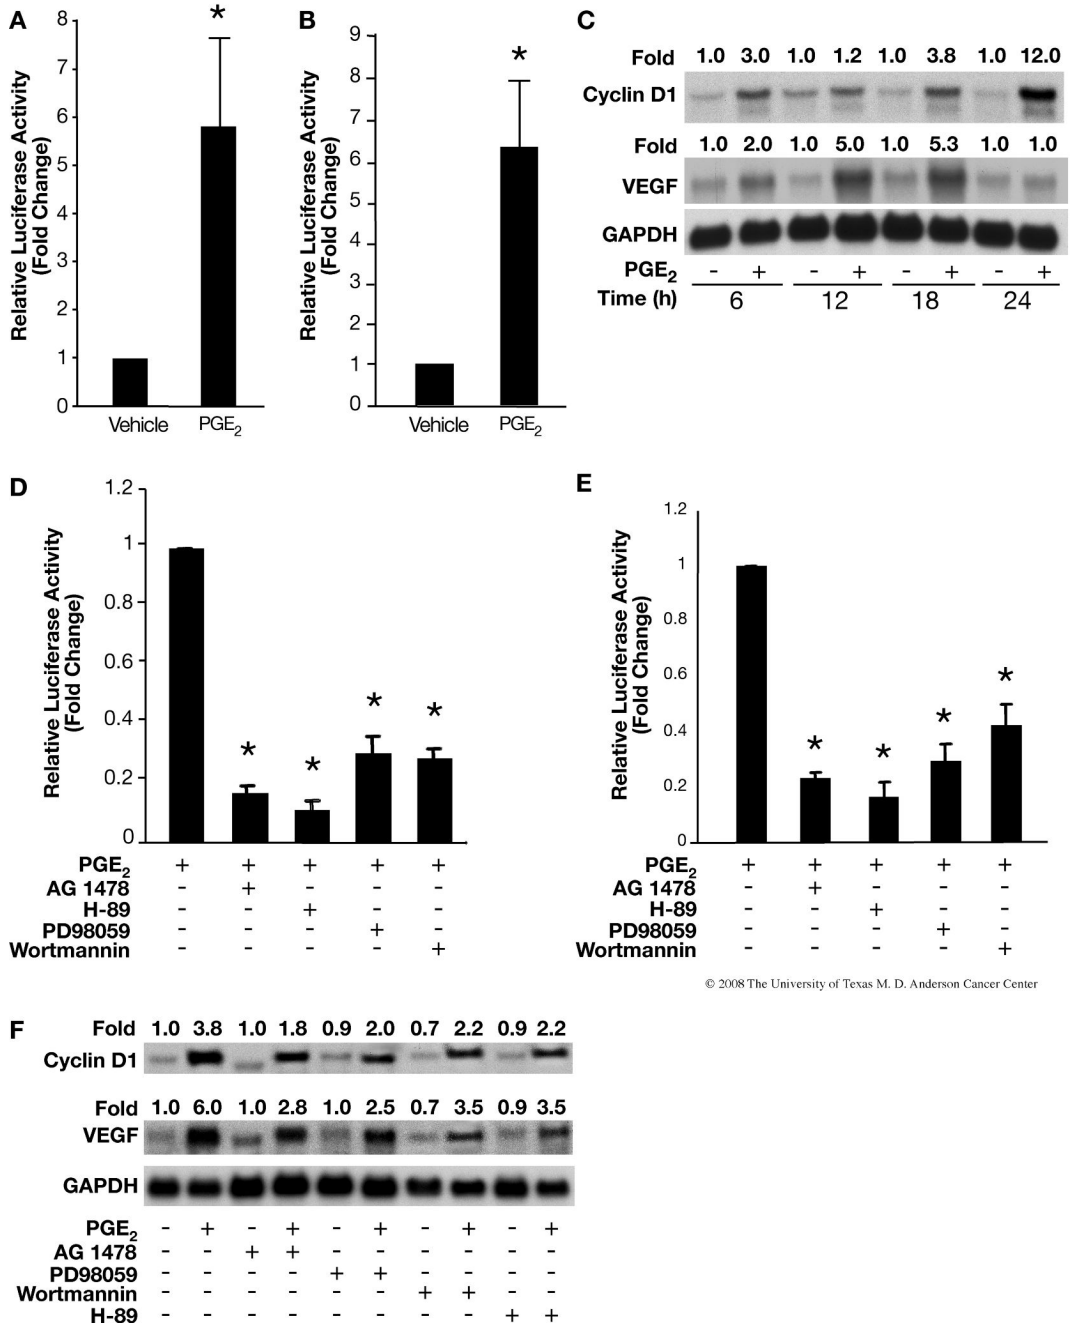 A
Relative Luciferase Activity
(Fold Change)
8
7
6
5
4
3
2
1
0
*
Vehicle PGE2
B
Relative Luciferase Activity
(Fold Change)
9
8
7
6
5
4
3
2
1
0
*
Vehicle PGE2
C
Fold 1.0 3.0 1.0 1.2 1.0 3.8 1.0 12.0
Cyclin D1
Fold 1.0 2.0 1.0 5.0 1.0 5.3 1.0 1.0
VEGF
GAPDH
PGE2 - + - + - + - +
Time (h) 6 12 18 24
D
Relative Luciferase Activity
(Fold Change)
1.2
1
0.8
0.6
0.4
0.2
0
* * * *
PGE2 + + + + +
AG 1478 - + - - -
H-89 - - + - -
PD98059 - - - + -
Wortmannin - - - - +
E
Relative Luciferase Activity
(Fold Change)
1.2
1
0.8
0.6
0.4
0.2
0
* * * *
PGE2 + + + + +
AG 1478 - + - - -
H-89 - - + - -
PD98059 - - - + -
Wortmannin - - - - +
© 2008 The University of Texas M. D. Anderson Cancer Center
F
Fold 1.0 3.8 1.0 1.8 0.9 2.0 0.7 2.2 0.9 2.2
Cyclin D1
Fold 1.0 6.0 1.0 2.8 1.0 2.5 0.7 3.5 0.9 3.5
VEGF
GAPDH
PGE2 - + - + - + - + - +
AG 1478 - - + + - - - - - -
PD98059 - - - - + + - - - -
Wortmannin - - - - - - + + - -
H-89 - - - - - - - - + +